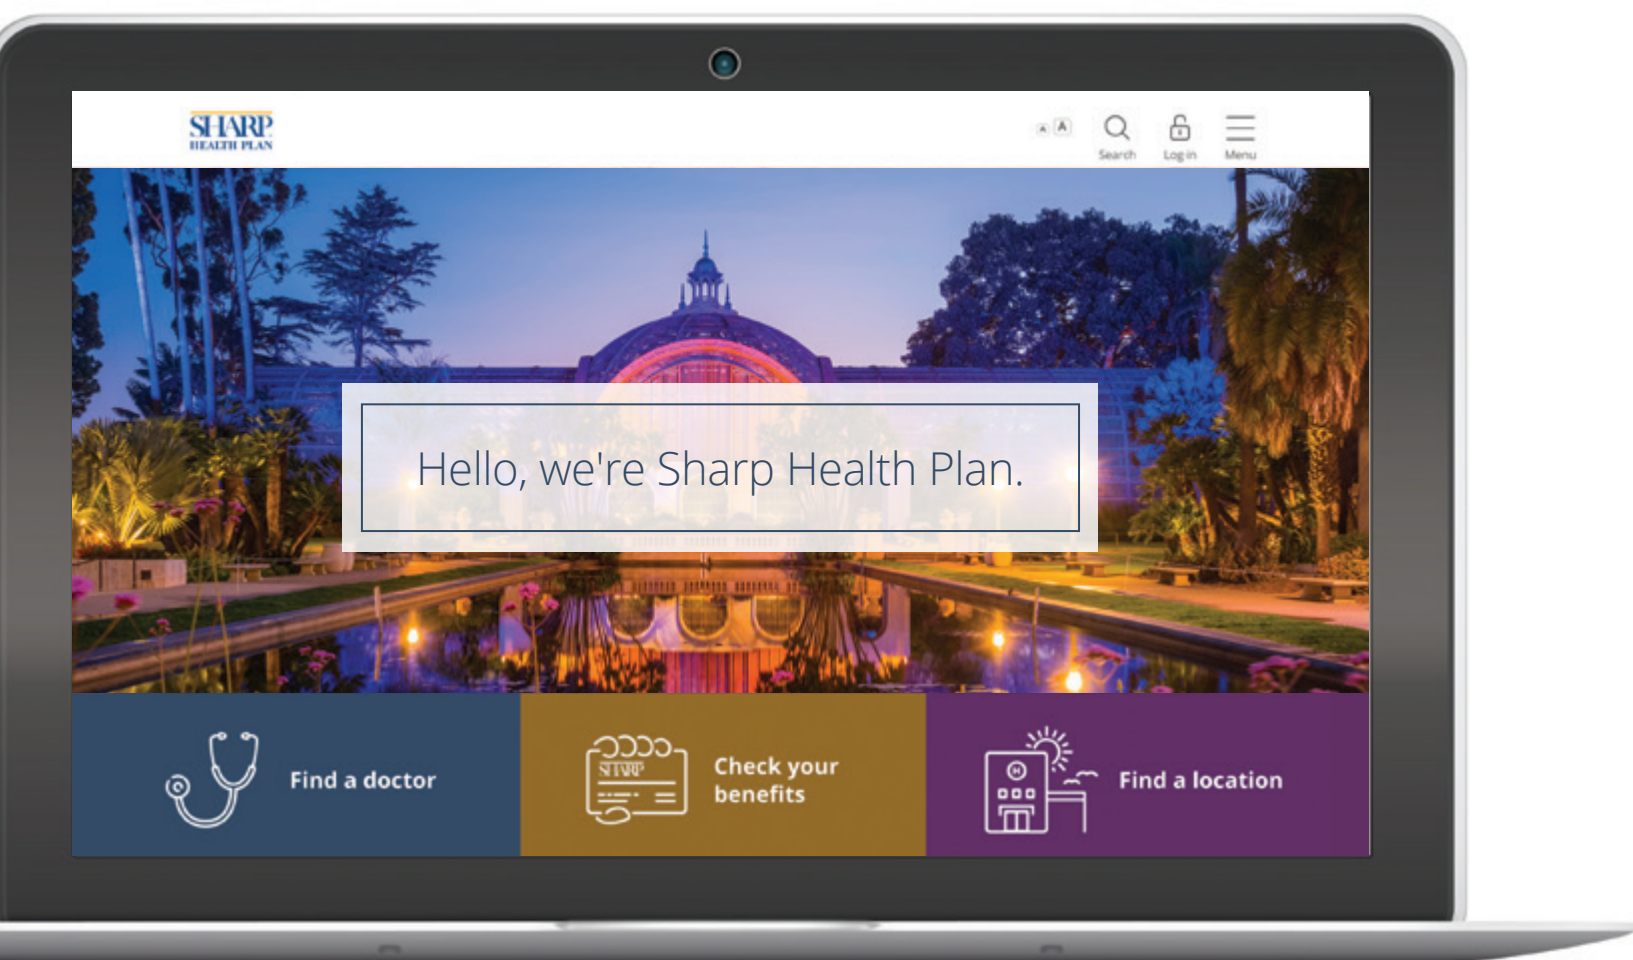 SHARP
HEALTH PLAN
A A
Search Log in Menu
Hello, we're Sharp Health Plan.
Find a doctor
SHARP
Check your
benefits
H
Find a location